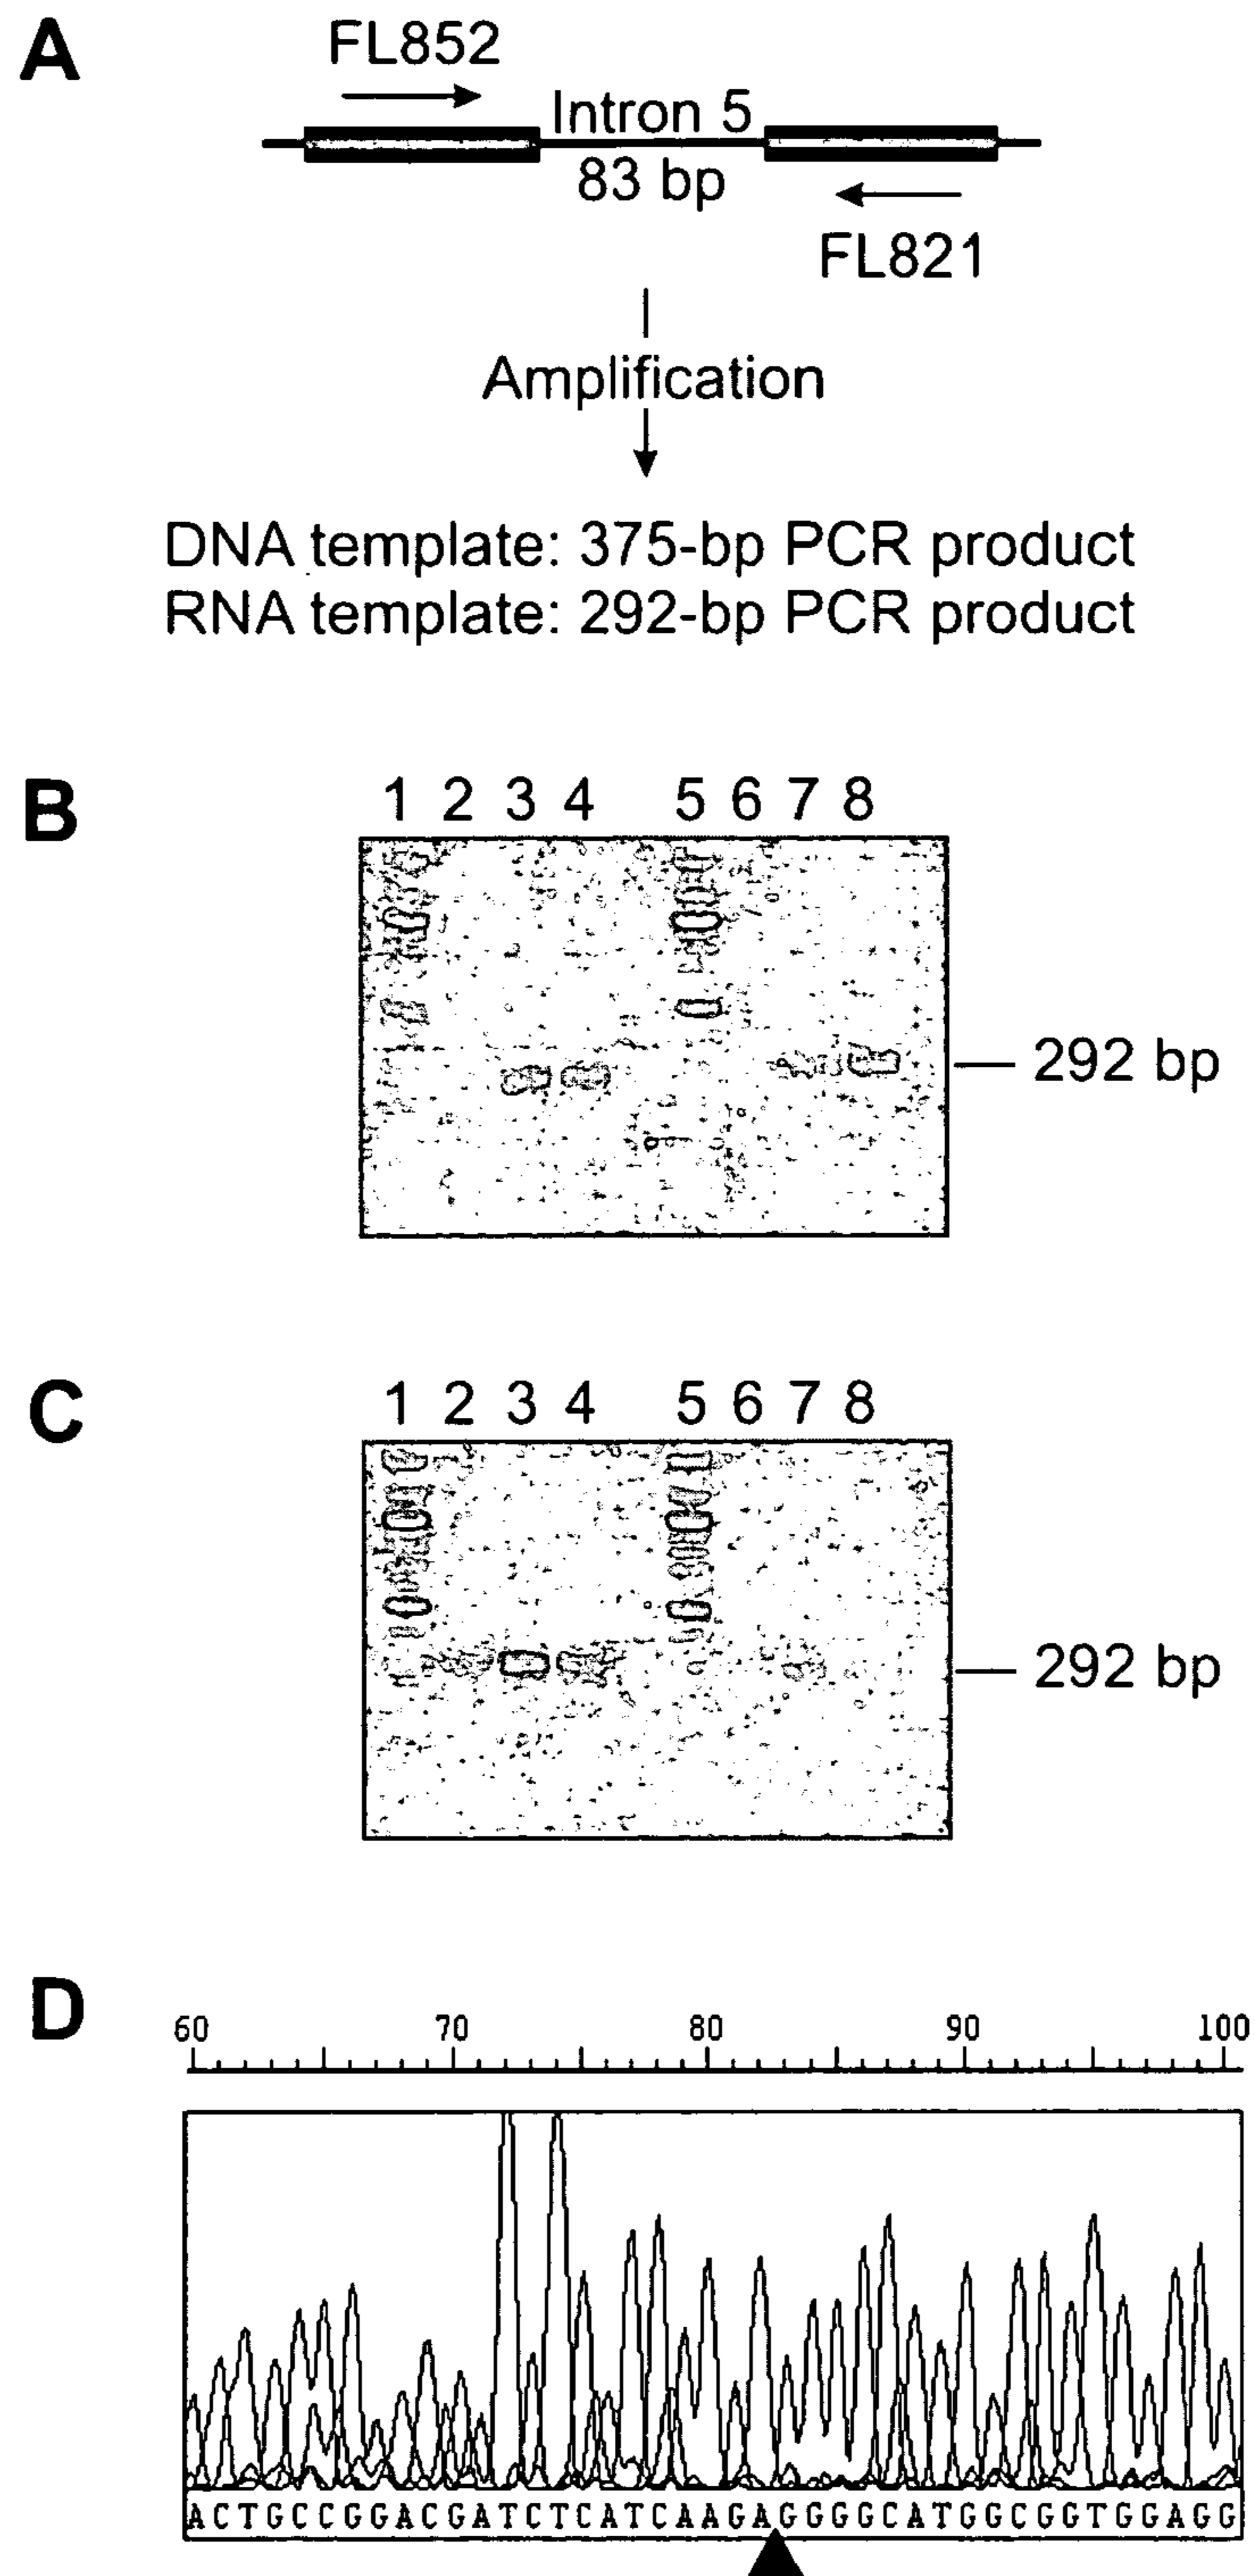 A
FL852
Intron 5
83 bp
FL821
Amplification
DNA template: 375-bp PCR product
RNA template: 292-bp PCR product
B
1 2 3 4 5 6 7 8
292 bp
C
1 2 3 4 5 6 7 8
292 bp
D
60 70 80 90 100
ACTGCCGGACGATCTCATCAAGAGGGGCATGGCGGTGGAGG